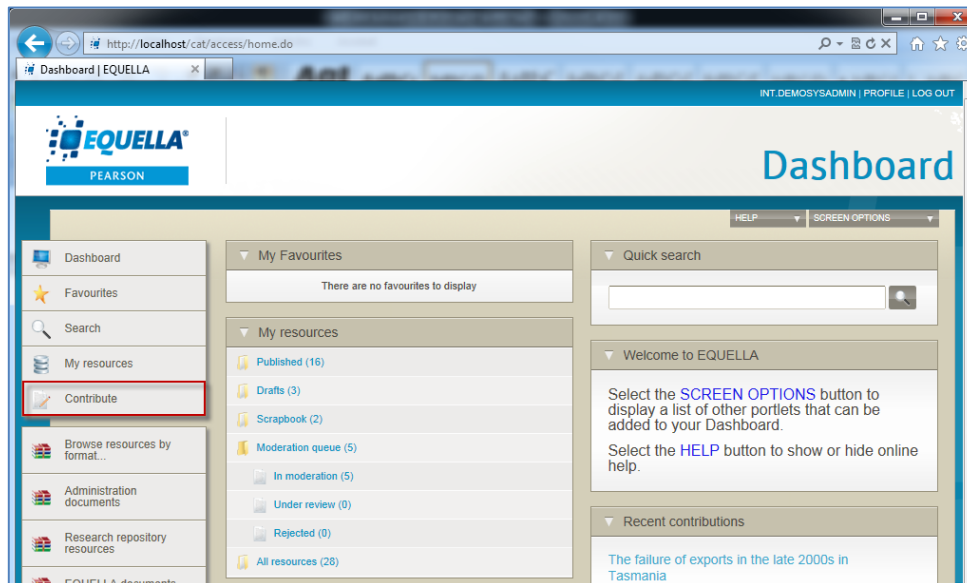 http://localhost/cat/access/home.do
Dashboard | EQUELLA
INT.DEMOSYSADMIN | PROFILE | LOG OUT
EQUELLA®
PEARSON
Dashboard
HELP
SCREEN OPTIONS
Dashboard
Favourites
Search
My resources
Contribute
Browse resources by
format...
Administration
documents
Research repository
resources
EQUELLA documents
My Favourites
There are no favourites to display
My resources
Published (16)
Drafts (3)
Scrapbook (2)
Moderation queue (5)
In moderation (5)
Under review (0)
Rejected (0)
All resources (28)
Quick search
Welcome to EQUELLA
Select the SCREEN OPTIONS button to
display a list of other portlets that can be
added to your Dashboard.
Select the HELP button to show or hide online
help.
Recent contributions
The failure of exports in the late 2000s in
Tasmania